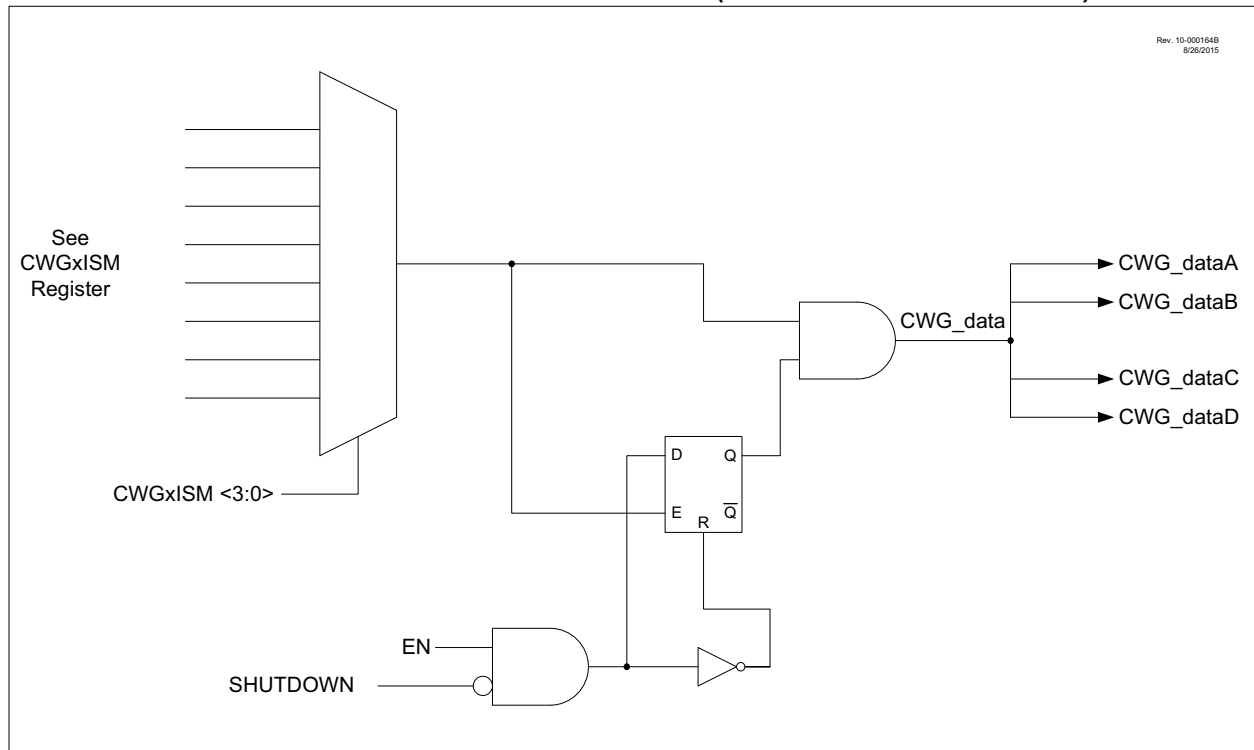 Rev. 10-000164B
8/26/2015
See
CWGxISM
Register
CWGxISM <3:0>
CWG_data
CWG_dataA
CWG_dataB
CWG_dataC
CWG_dataD
D
Q
E
Q̅
R
EN
SHUTDOWN